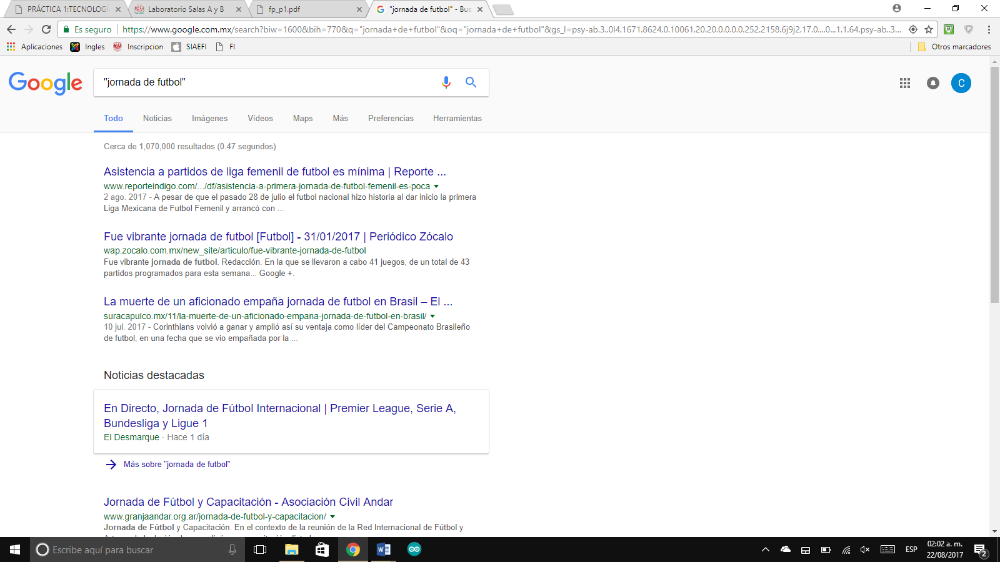 PRÁCTICA 1:TECNOLOGÍ
Laboratorio Salas A y B
fp_p1.pdf
"jornada de futbol" - Bus
Es seguro
https://www.google.com.mx/search?biw=1600&bih=770&q="jornada+de+futbol"&oq="jornada+de+futbol"&gs_l=psy-ab.3..0l4.1671.8624.0.10061.20.20.0.0.0.0.252.2158.6j9j2.17.0....0...1.1.64.psy-ab..3...
Aplicaciones
Ingles
Inscripcion
SIAEFI
FI
Otros marcadores
Google
"jornada de futbol"
C
Todo
Noticias
Imágenes
Vídeos
Maps
Más
Preferencias
Herramientas
Cerca de 1,070,000 resultados (0.47 segundos)
Asistencia a partidos de liga femenil de futbol es mínima | Reporte ...
www.reporteindigo.com/.../df/asistencia-a-primera-jornada-de-futbol-femenil-es-poca
2 ago. 2017 - A pesar de que el pasado 28 de julio el futbol nacional hizo historia al dar inicio la primera
Liga Mexicana de Futbol Femenil y arrancó con ...
Fue vibrante jornada de futbol [Futbol] - 31/01/2017 | Periódico Zócalo
wap.zocalo.com.mx/new_site/articulo/fue-vibrante-jornada-de-futbol
Fue vibrante jornada de futbol. Redacción. En la que se llevaron a cabo 41 juegos, de un total de 43
partidos programados para esta semana... Google +.
La muerte de un aficionado empaña jornada de futbol en Brasil – El ...
suracapulco.mx/11/la-muerte-de-un-aficionado-empana-jornada-de-futbol-en-brasil/
10 jul. 2017 - Corinthians volvió a ganar y amplió así su ventaja como líder del Campeonato Brasileño
de futbol, en una fecha que se vio empañada por la ...
Noticias destacadas
En Directo, Jornada de Fútbol Internacional | Premier League, Serie A,
Bundesliga y Ligue 1
El Desmarque · Hace 1 día
Más sobre "jornada de futbol"
Jornada de Fútbol y Capacitación - Asociación Civil Andar
www.granjaandar.org.ar/jornada-de-futbol-y-capacitacion/
Jornada de Fútbol y Capacitación. En el contexto de la reunión de la Red Internacional de Fútbol y
Escribe aquí para buscar
ESP
02:02 a. m.
22/08/2017
2